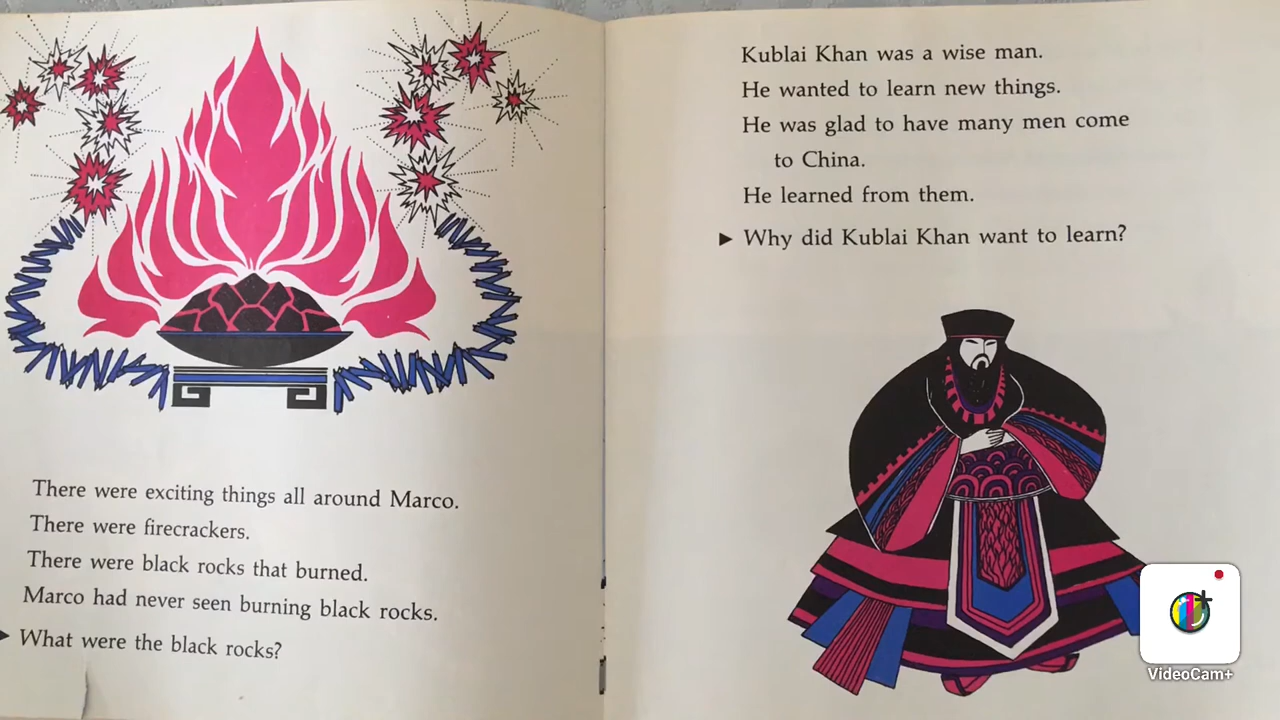 There were exciting things all around Marco.
There were firecrackers.
There were black rocks that burned.
Marco had never seen burning black rocks.
▶ What were the black rocks?
Kublai Khan was a wise man.
He wanted to learn new things.
He was glad to have many men come
to China.
He learned from them.
▶ Why did Kublai Khan want to learn?
VideoCam+